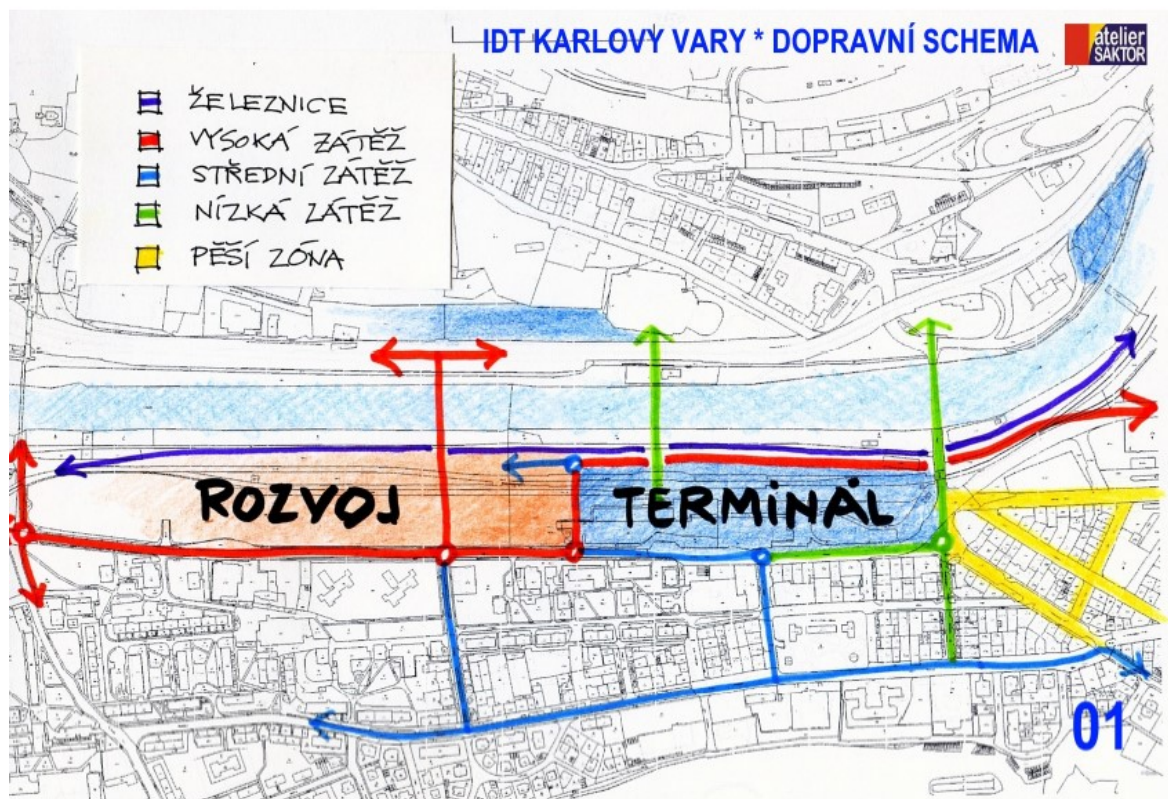 IDT KARLOVY VARY * DOPRAVNÍ SCHEMA
atelier
SAKTOR
ŽELEZNICE
VYSOKÁ ZÁTĚŽ
STŘEDNÍ ZÁTĚŽ
NÍZKÁ ZÁTĚŽ
PĚŠÍ ZÓNA
ROZVOJ
TERMINÁL
01